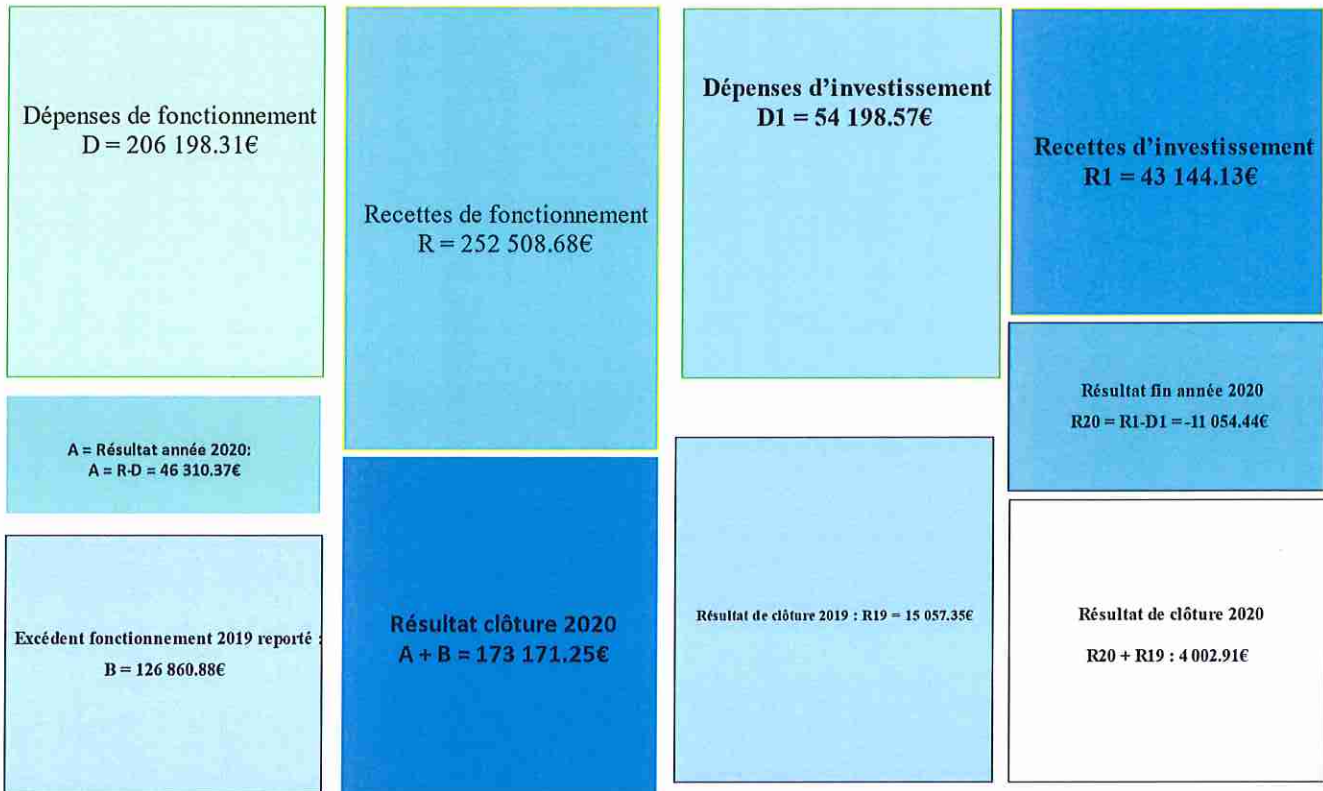 Dépenses de fonctionnement
D = 206 198.31€
A = Résultat année 2020:
A = R-D = 46 310.37€
Excédent fonctionnement 2019 reporté :
B = 126 860.88€
Recettes de fonctionnement
R = 252 508.68€
Résultat clôture 2020
A + B = 173 171.25€
Dépenses d'investissement
D1 = 54 198.57€
Résultat de clôture 2019 : R19 = 15 057.35€
Recettes d'investissement
R1 = 43 144.13€
Résultat fin année 2020
R20 = R1-D1 = -11 054.44€
Résultat de clôture 2020
R20 + R19 : 4 002.91€